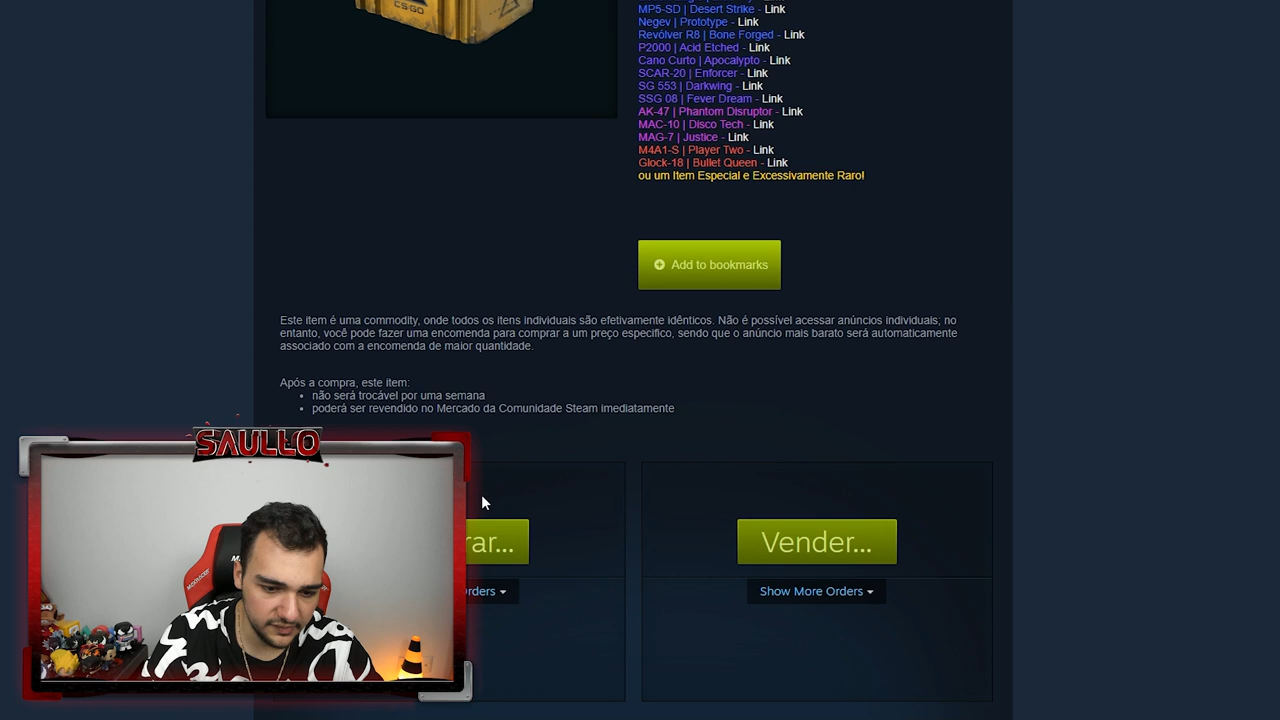 CS:GO
MP5-SD | Desert Strike - Link
Negev | Prototype - Link
Revólver R8 | Bone Forged - Link
P2000 | Acid Etched - Link
Cano Curto | Apocalypto - Link
SCAR-20 | Enforcer - Link
SG 553 | Darkwing - Link
SSG 08 | Fever Dream - Link
AK-47 | Phantom Disruptor - Link
MAC-10 | Disco Tech - Link
MAG-7 | Justice - Link
M4A1-S | Player Two - Link
Glock-18 | Bullet Queen - Link
ou um Item Especial e Excessivamente Raro!
Add to bookmarks
Este item é uma commodity, onde todos os itens individuais são efetivamente idênticos. Não é possível acessar anúncios individuais; no
entanto, você pode fazer uma encomenda para comprar a um preço específico, sendo que o anúncio mais barato será automaticamente
associado com a encomenda de maior quantidade.
Após a compra, este item:
não será trocável por uma semana
poderá ser revendido no Mercado da Comunidade Steam imediatamente
SAULLO
rar...
Vender...
Orders
Show More Orders